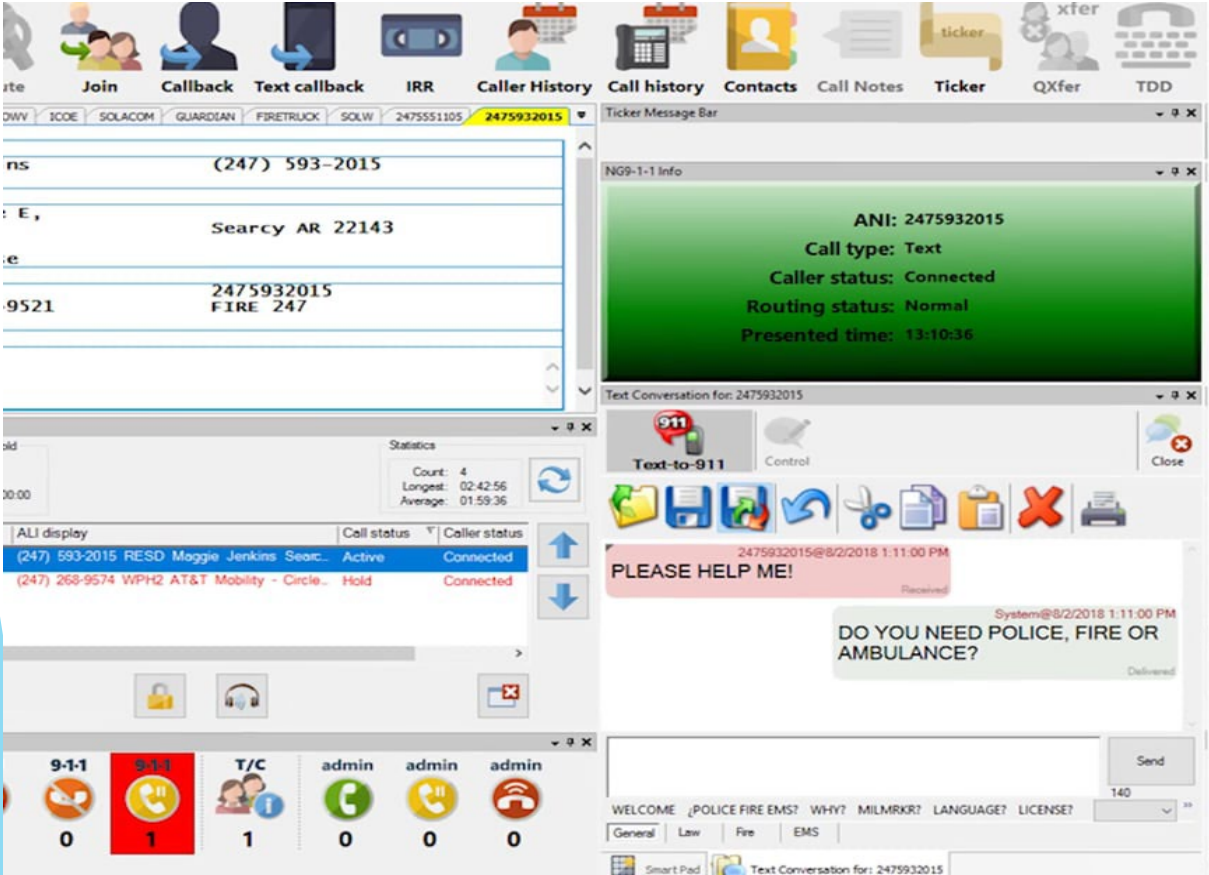 Join Callback Text callback IRR Caller History Call history Contacts Call Notes ticker Ticker xfer QXfer TDD
ICOE SOLACOM GUARDIAN FIRETRUCK SOLW 2475551105 2475932015
ns (247) 593-2015
E,
Searcy AR 22143
e
2475932015
9521 FIRE 247
Statistics
Count: 4
Longest: 02:42:56
Average: 01:59:36
00:00
ALI display Call status Caller status
(247) 593-2015 RESD Maggie Jenkins Searc... Active Connected
(247) 268-9574 WPH2 AT&T Mobility - Circle... Hold Connected
9-1-1 9-1-1 T/C admin admin admin
0 1 1 0 0 0
Ticker Message Bar
NG9-1-1 Info
ANI: 2475932015
Call type: Text
Caller status: Connected
Routing status: Normal
Presented time: 13:10:36
Text Conversation for: 2475932015
911
Text-to-911 Control Close
2475932015@8/2/2018 1:11:00 PM
PLEASE HELP ME!
Received
System@8/2/2018 1:11:00 PM
DO YOU NEED POLICE, FIRE OR
AMBULANCE?
Delivered
Send
140
WELCOME ¿POLICE FIRE EMS? WHY? MILMRKR? LANGUAGE? LICENSE?
General Law Fire EMS
Smart Pad Text Conversation for: 2475932015